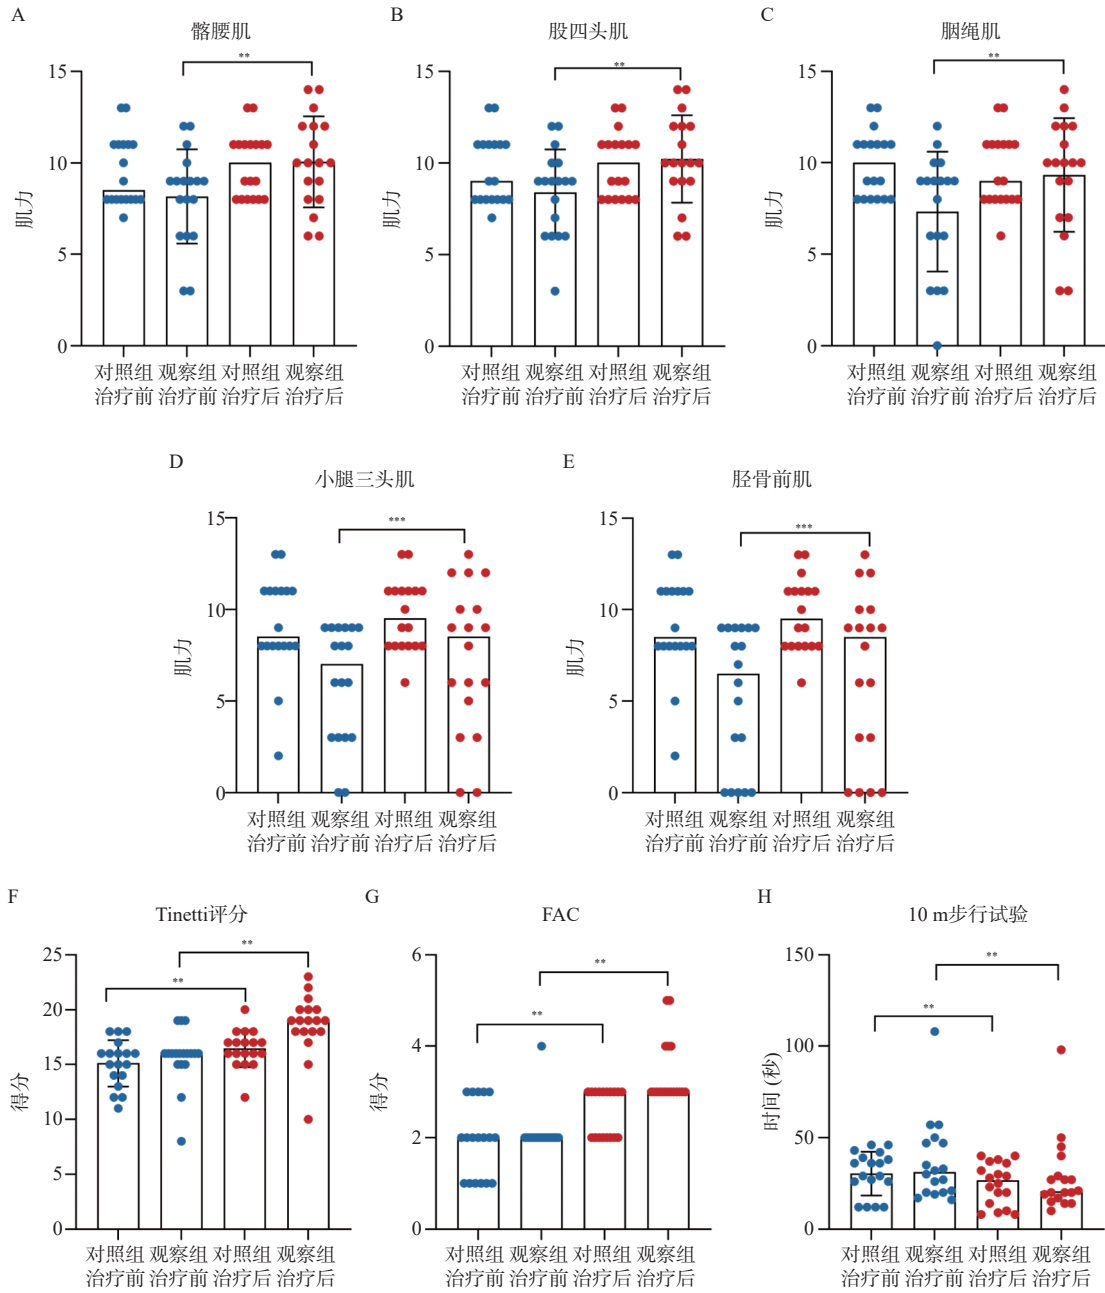 A
髂腰肌
**
15
10
5
0
肌力
对照组 观察组 对照组 观察组
治疗前 治疗前 治疗后 治疗后
B
股四头肌
**
15
10
5
0
肌力
对照组 观察组 对照组 观察组
治疗前 治疗前 治疗后 治疗后
C
腘绳肌
**
15
10
5
0
肌力
对照组 观察组 对照组 观察组
治疗前 治疗前 治疗后 治疗后
D
小腿三头肌
***
15
10
5
0
肌力
对照组 观察组 对照组 观察组
治疗前 治疗前 治疗后 治疗后
E
胫骨前肌
***
15
10
5
0
肌力
对照组 观察组 对照组 观察组
治疗前 治疗前 治疗后 治疗后
F
Tinetti评分
**
**
25
20
15
10
5
0
得分
对照组 观察组 对照组 观察组
治疗前 治疗前 治疗后 治疗后
G
FAC
**
**
6
4
2
0
得分
对照组 观察组 对照组 观察组
治疗前 治疗前 治疗后 治疗后
H
10 m步行试验
**
**
150
100
50
0
时间 (秒)
对照组 观察组 对照组 观察组
治疗前 治疗前 治疗后 治疗后